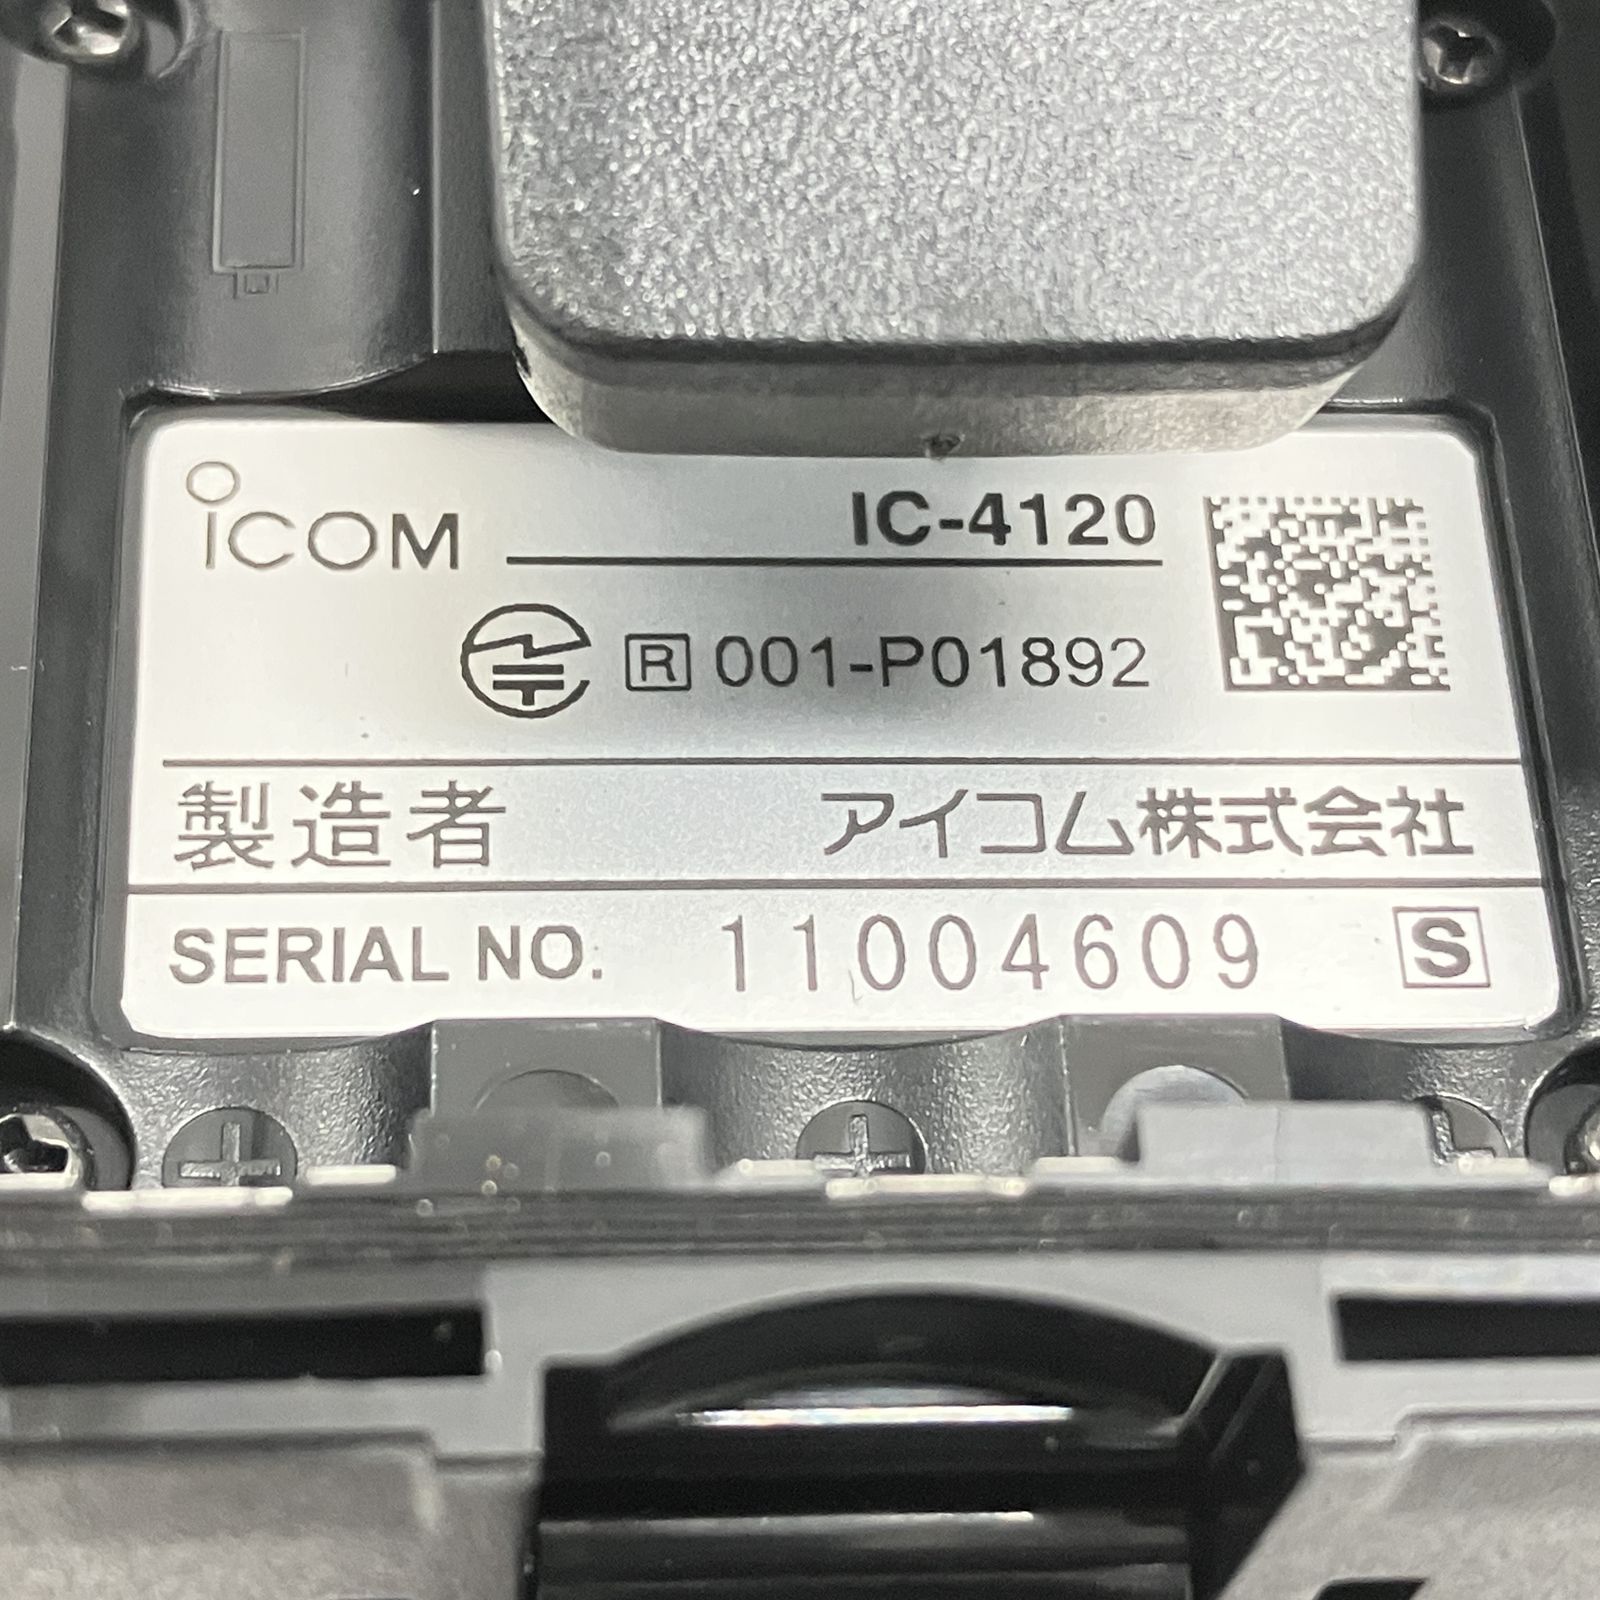 iCOM IC-4120
R 001-P01892
製造者 アイコム株式会社
SERIAL NO. 11004609 S